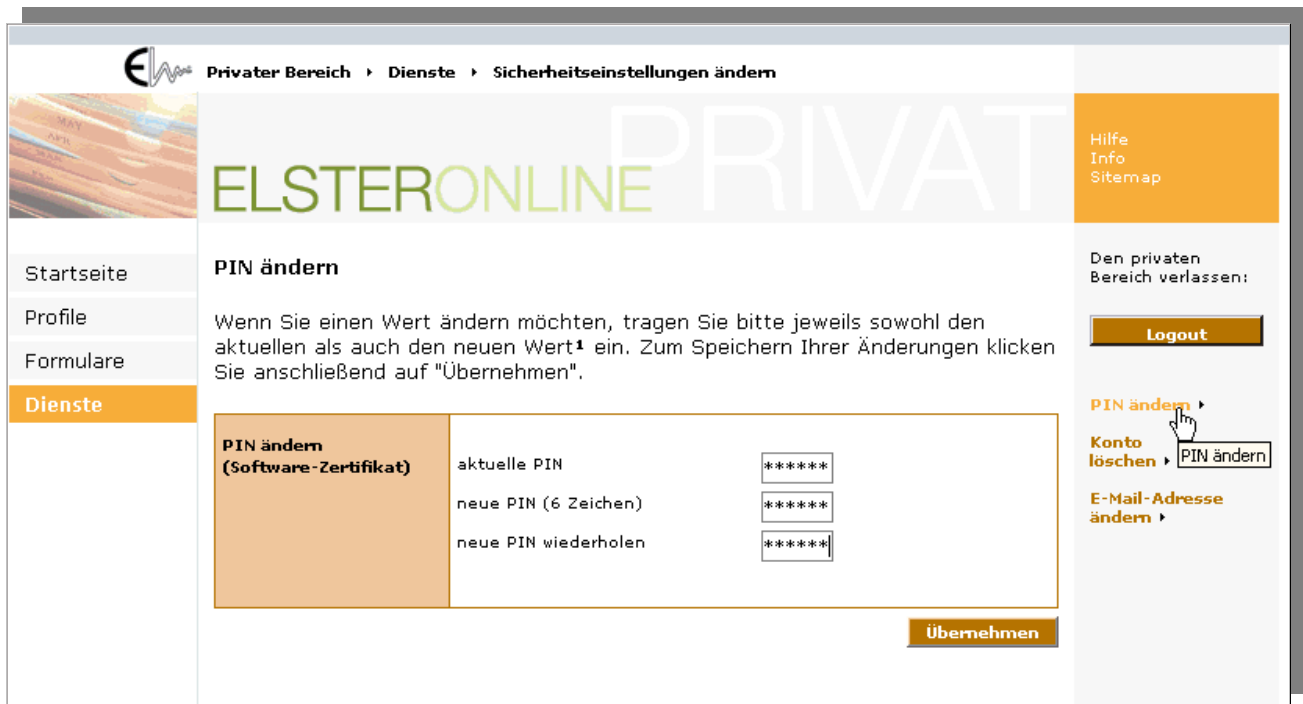 Privater Bereich ▸ Dienste ▸ Sicherheitseinstellungen ändern
MAY
APR
MAR
ELSTERONLINE
PRIVAT
Hilfe
Info
Sitemap
Startseite
Profile
Formulare
Dienste
PIN ändern
Wenn Sie einen Wert ändern möchten, tragen Sie bitte jeweils sowohl den
aktuellen als auch den neuen Wert¹ ein. Zum Speichern Ihrer Änderungen klicken
Sie anschließend auf "Übernehmen".
PIN ändern
(Software-Zertifikat)
aktuelle PIN ******
neue PIN (6 Zeichen) ******
neue PIN wiederholen ******
Übernehmen
Den privaten
Bereich verlassen:
Logout
PIN ändern ▸
Konto
löschen ▸
PIN ändern
E-Mail-Adresse
ändern ▸